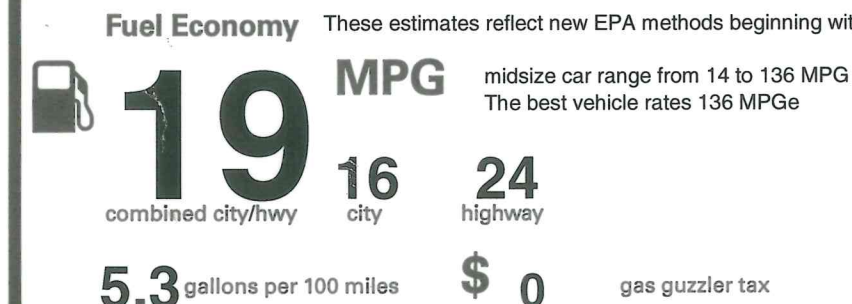 Fuel Economy These estimates reflect new EPA methods beginning wit
MPG midsize car range from 14 to 136 MPG
The best vehicle rates 136 MPGe
19
combined city/hwy
16
city
24
highway
5.3 gallons per 100 miles
$ 0 gas guzzler tax